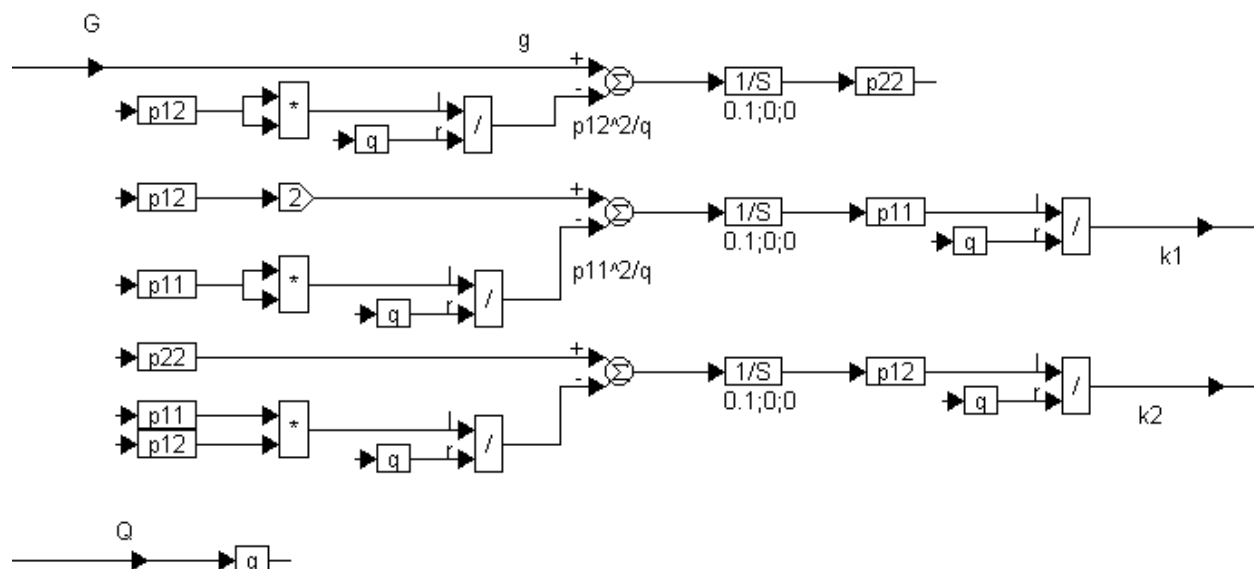 G
g
+
p12 * l / - Σ 1/S p22
q r
p12^2/q
0.1;0;0
p12 2 + Σ 1/S p11 l /
-
0.1;0;0
q r
k1
p11 * l /
p11^2/q
q r
p22 + Σ 1/S p12 l /
-
0.1;0;0
q r
k2
p11 * l /
p12
q r
Q
q